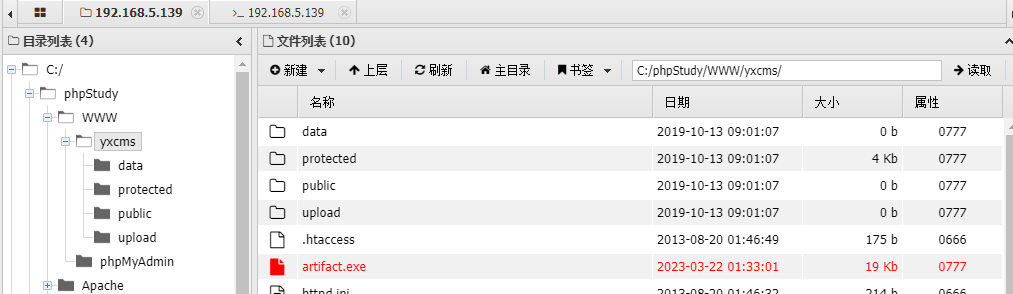 192.168.5.139
>_ 192.168.5.139
目录列表 (4)
C:/
phpStudy
WWW
yxcms
data
protected
public
upload
phpMyAdmin
Apache
文件列表 (10)
新建 上层 刷新 主目录 书签 C:/phpStudy/WWW/yxcms/ 读取
名称 日期 大小 属性
data 2019-10-13 09:01:07 0 b 0777
protected 2019-10-13 09:01:07 4 Kb 0777
public 2019-10-13 09:01:07 0 b 0777
upload 2019-10-13 09:01:07 0 b 0777
.htaccess 2013-08-20 01:46:49 175 b 0666
artifact.exe 2023-03-22 01:33:01 19 Kb 0777
httpd.ini 2013-08-20 01:46:32 214 b 0666